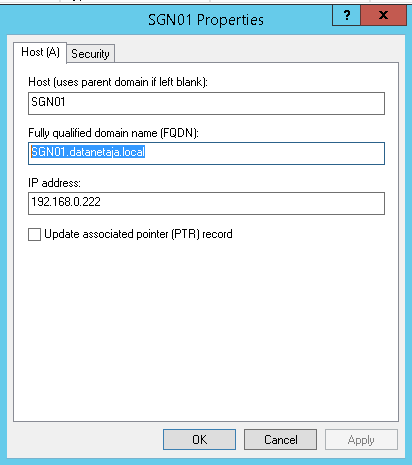 SGN01 Properties
?
x
Host (A)
Security
Host (uses parent domain if left blank):
SGN01
Fully qualified domain name (FQDN):
SGN01.datanetaja.local
IP address:
192.168.0.222
Update associated pointer (PTR) record
OK
Cancel
Apply